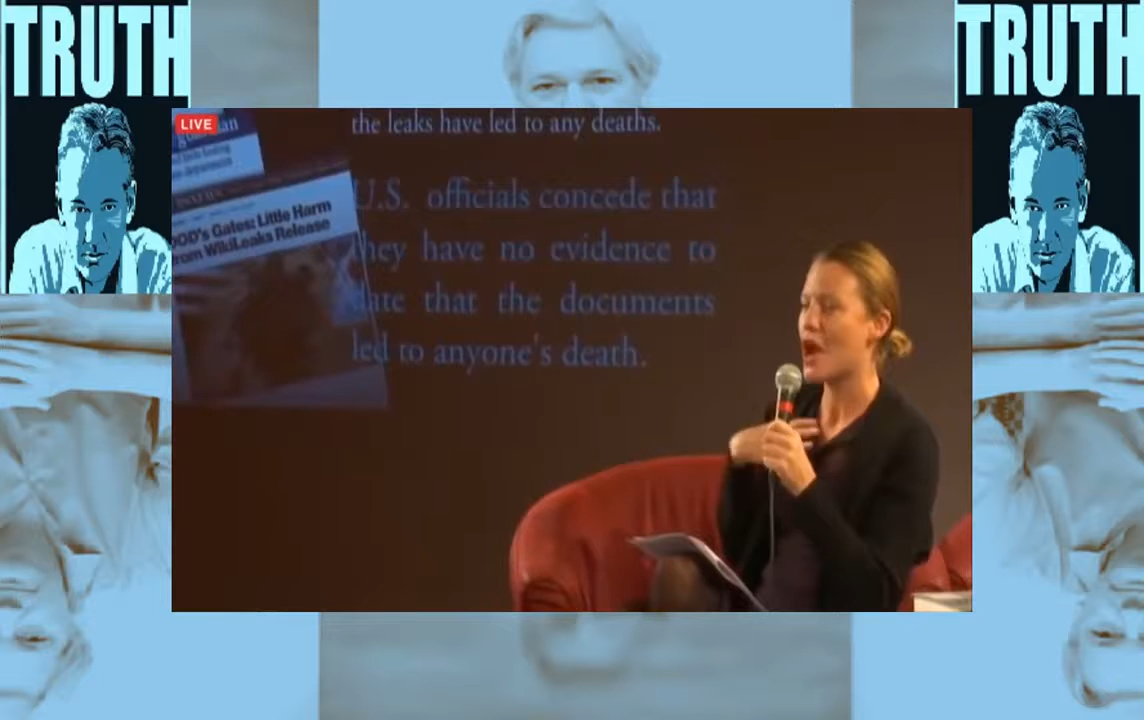 TRUTH
TRUTH
LIVE
the leaks have led to any deaths.
U.S. officials concede that
they have no evidence to
date that the documents
led to anyone's death.
DOD's Gates: Little Harm
from WikiLeaks Release